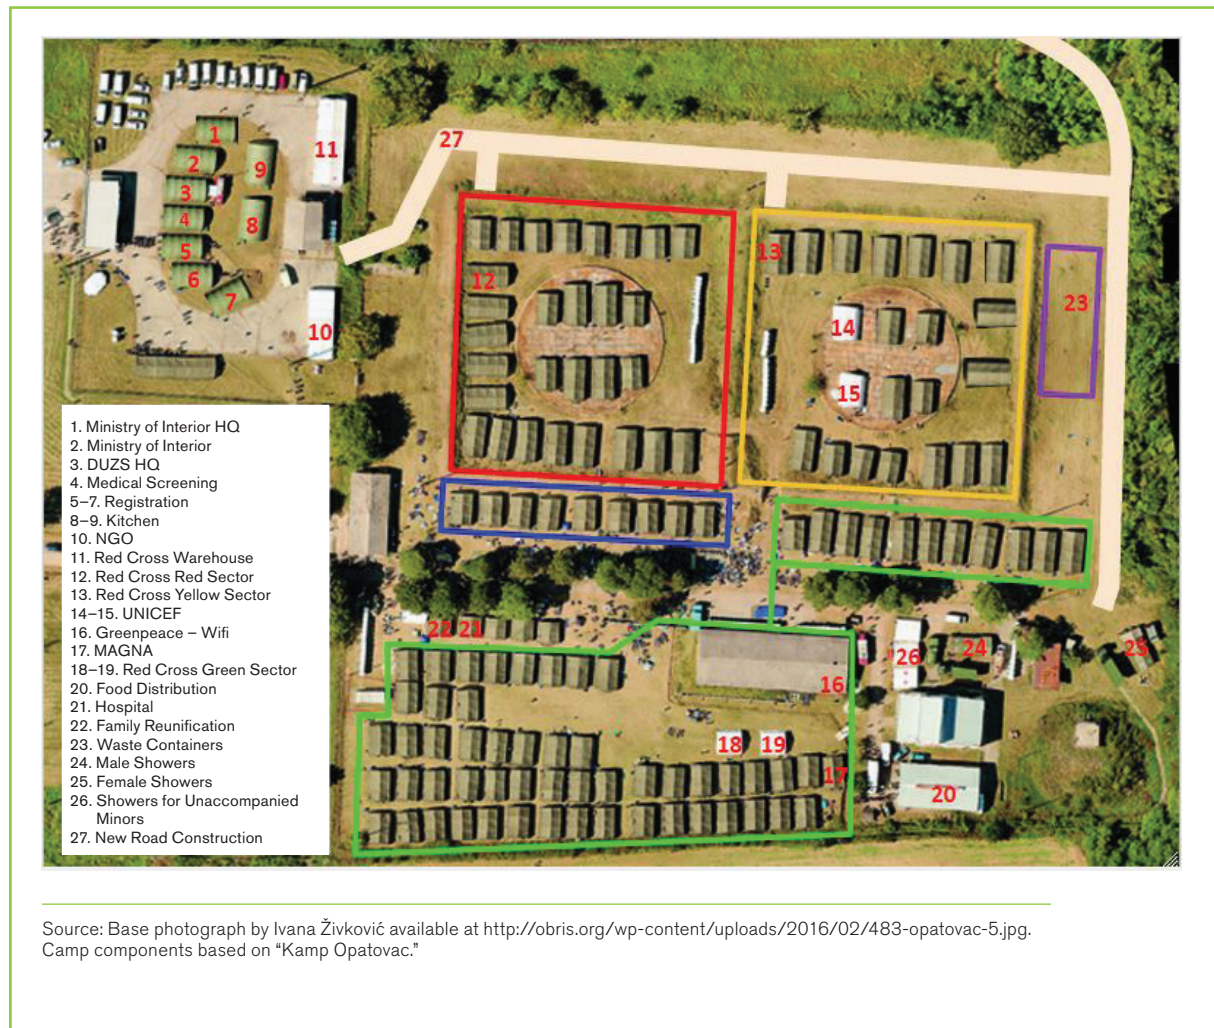 27
1
11
2
9
3
4
8
5
6
7
12
13
23
14
10
15
1. Ministry of Interior HQ
2. Ministry of Interior
3. DUZS HQ
4. Medical Screening
5–7. Registration
8–9. Kitchen
10. NGO
11. Red Cross Warehouse
12. Red Cross Red Sector
13. Red Cross Yellow Sector
14–15. UNICEF
16. Greenpeace – Wifi
17. MAGNA
18–19. Red Cross Green Sector
20. Food Distribution
21. Hospital
22. Family Reunification
23. Waste Containers
24. Male Showers
25. Female Showers
26. Showers for Unaccompanied
Minors
27. New Road Construction
22 21
24
25
26
16
18 19
17
20
Source: Base photograph by Ivana Živković available at http://obris.org/wp-content/uploads/2016/02/483-opatovac-5.jpg.
Camp components based on “Kamp Opatovac.”